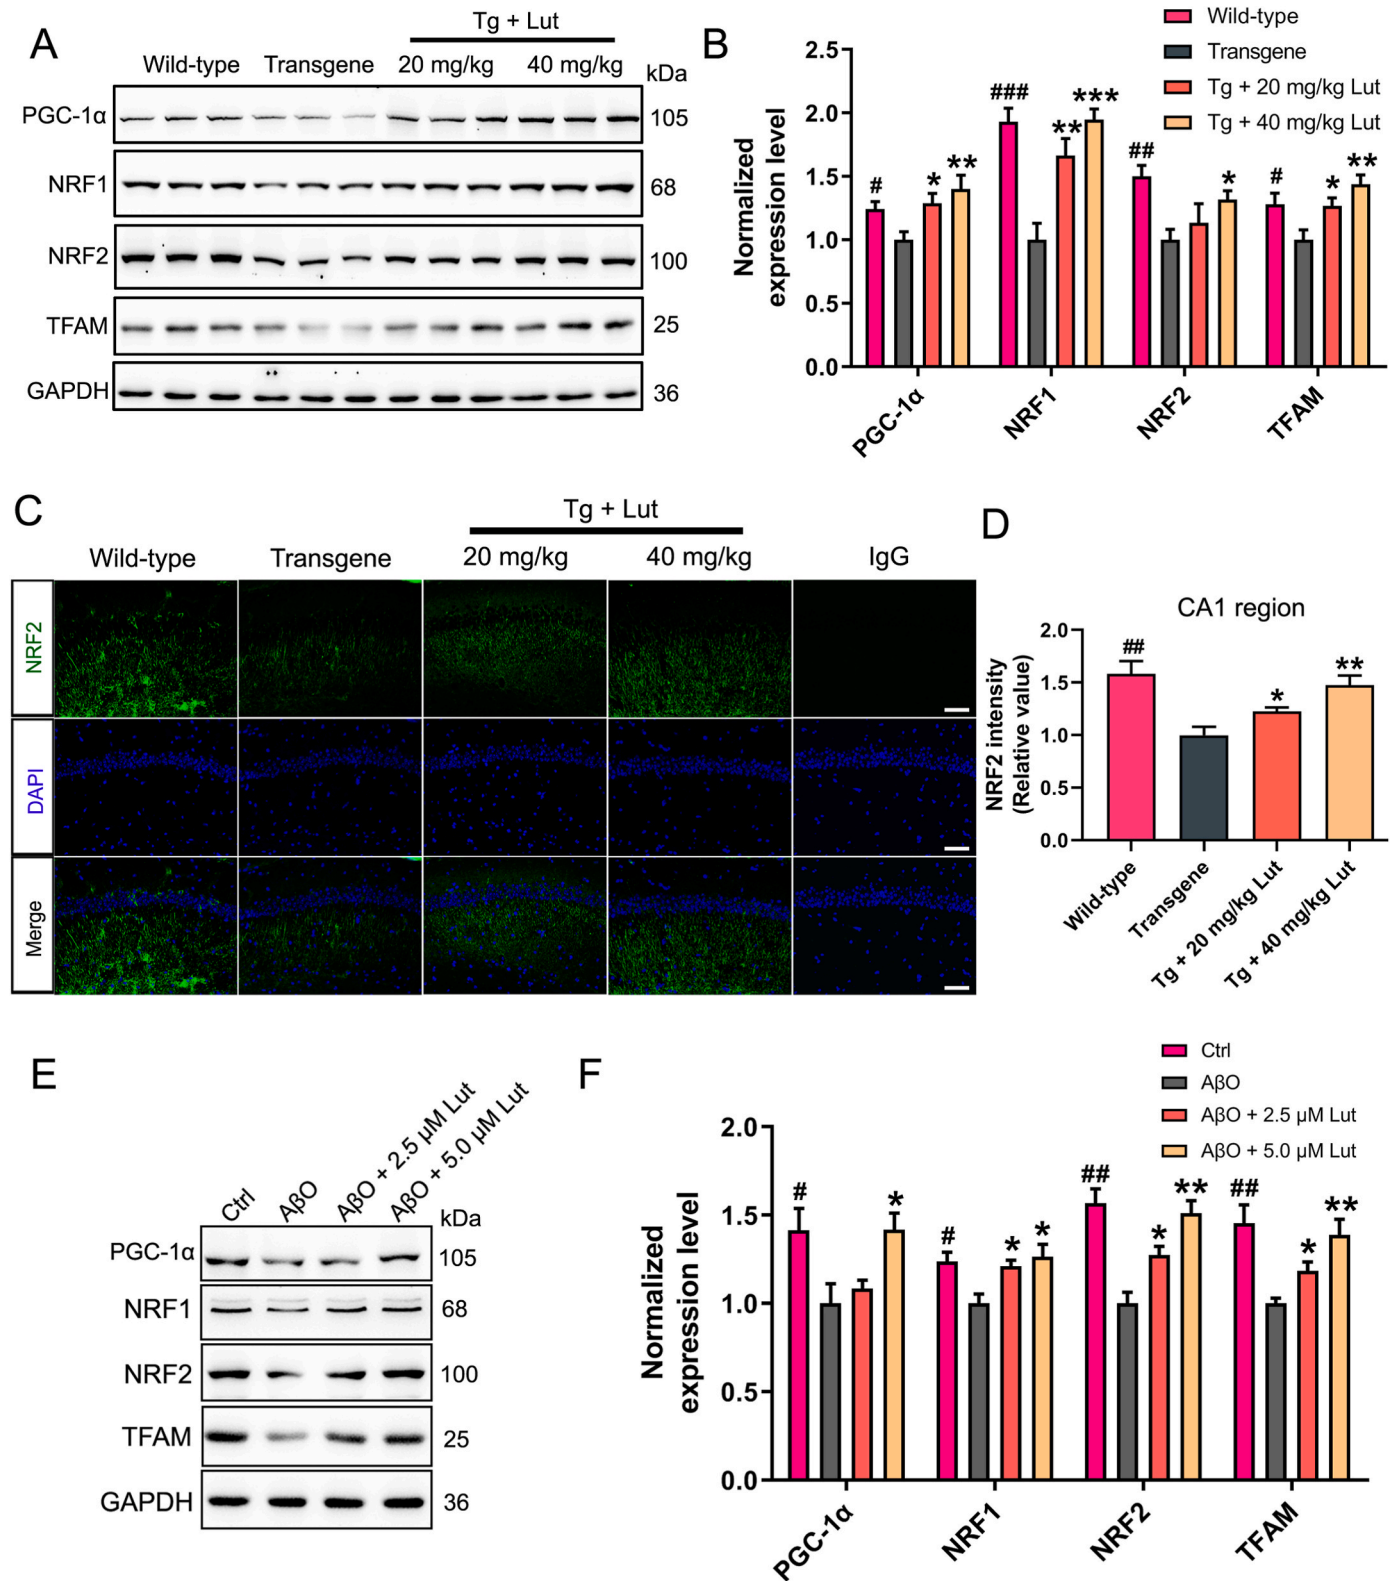 A
Tg + Lut
Wild-type Transgene 20 mg/kg 40 mg/kg kDa
PGC-1α 105
NRF1 68
NRF2 100
TFAM 25
GAPDH 36
B
Wild-type
Transgene
Tg + 20 mg/kg Lut
Tg + 40 mg/kg Lut
Normalized
expression level
2.5
2.0
1.5
1.0
0.5
0.0
# * **
### ** ***
## *
# * **
PGC-1α NRF1 NRF2 TFAM
C
Tg + Lut
Wild-type Transgene 20 mg/kg 40 mg/kg IgG
NRF2
DAPI
Merge
D
CA1 region
NRF2 intensity
(Relative value)
2.0
1.5
1.0
0.5
0.0
## * **
Wild-type Transgene Tg + 20 mg/kg Lut Tg + 40 mg/kg Lut
E
Ctrl AβO AβO + 2.5 μM Lut AβO + 5.0 μM Lut
kDa
PGC-1α 105
NRF1 68
NRF2 100
TFAM 25
GAPDH 36
F
Ctrl
AβO
AβO + 2.5 μM Lut
AβO + 5.0 μM Lut
Normalized
expression level
2.0
1.5
1.0
0.5
0.0
# *
# * *
## * **
## * **
PGC-1α NRF1 NRF2 TFAM